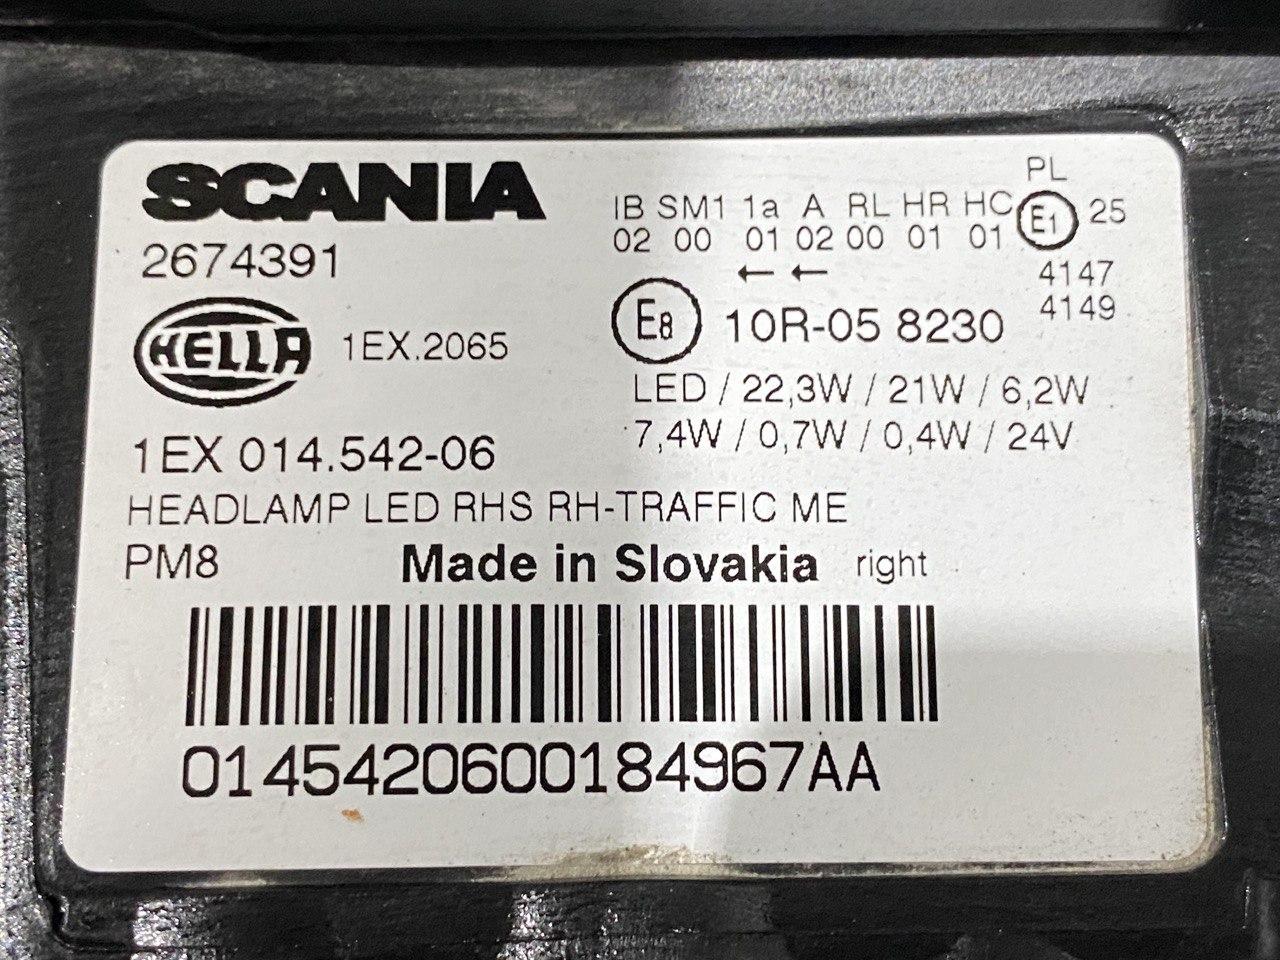 SCANIA
2674391
HELLA 1EX.2065
1EX 014.542-06
HEADLAMP LED RHS RH-TRAFFIC ME
PM8 Made in Slovakia right
0145420600184967AA
PL
IB SM1 1a A RL HR HC E1 25
02 00 01 02 00 01 01
← ← 4147
4149
E8 10R-05 8230
LED / 22,3W / 21W / 6,2W
7,4W / 0,7W / 0,4W / 24V